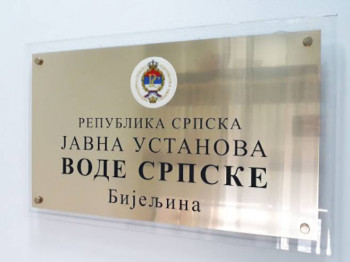 РЕПУБЛИКА СРПСКА
ЈАВНА УСТАНОВА
ВОДЕ СРПСКЕ
Бијељина